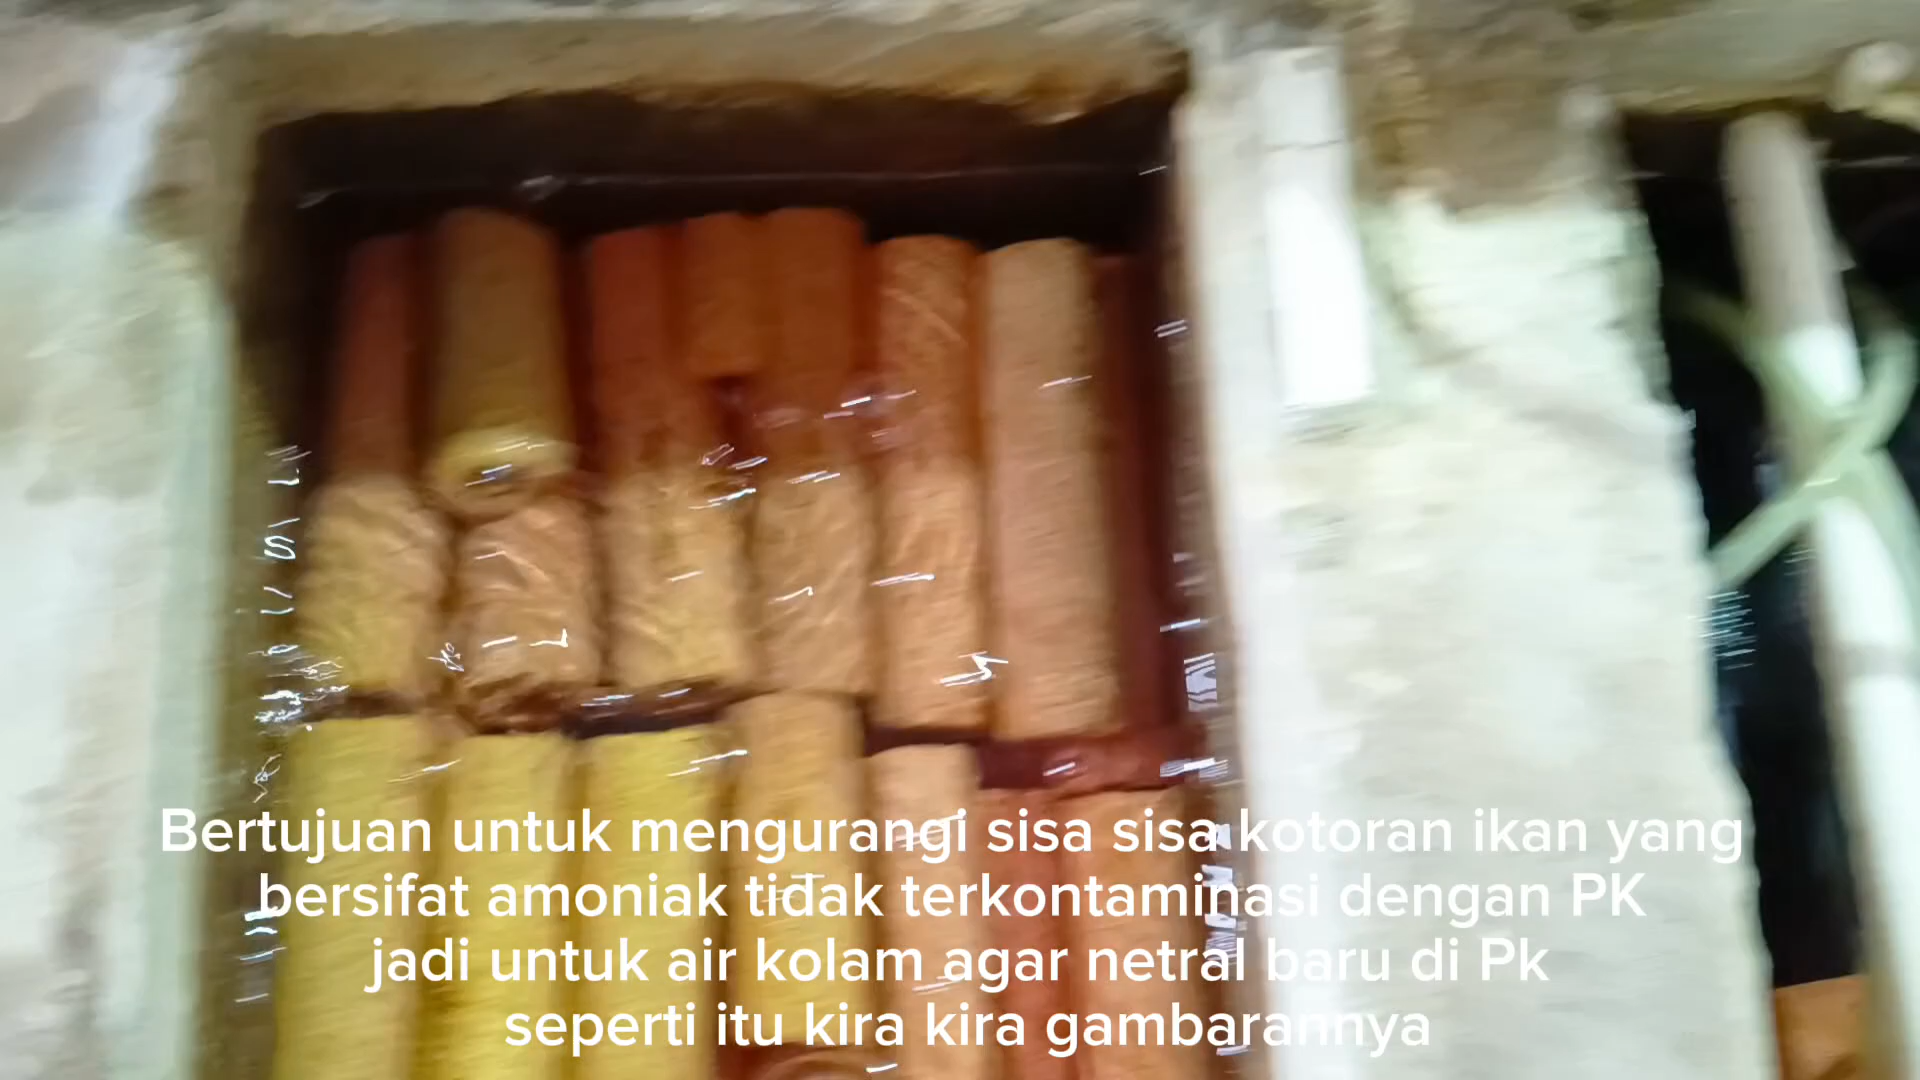 Bertujuan untuk mengurangi sisa sisa kotoran ikan yang
bersifat amoniak tidak terkontaminasi dengan PK
jadi untuk air kolam agar netral baru di Pk
seperti itu kira kira gambarannya